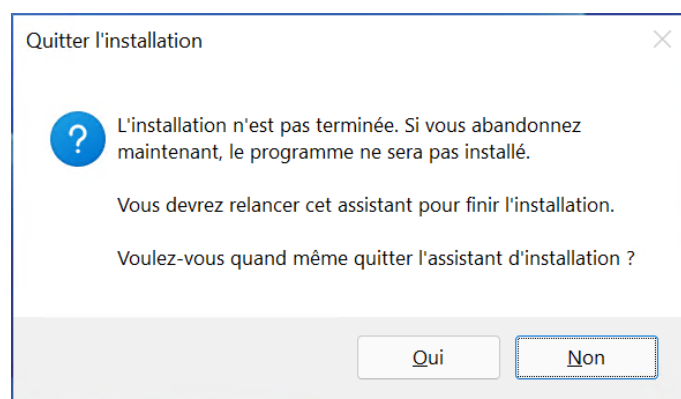 Quitter l'installation
L'installation n'est pas terminée. Si vous abandonnez
maintenant, le programme ne sera pas installé.
Vous devrez relancer cet assistant pour finir l'installation.
Voulez-vous quand même quitter l'assistant d'installation ?
Oui
Non